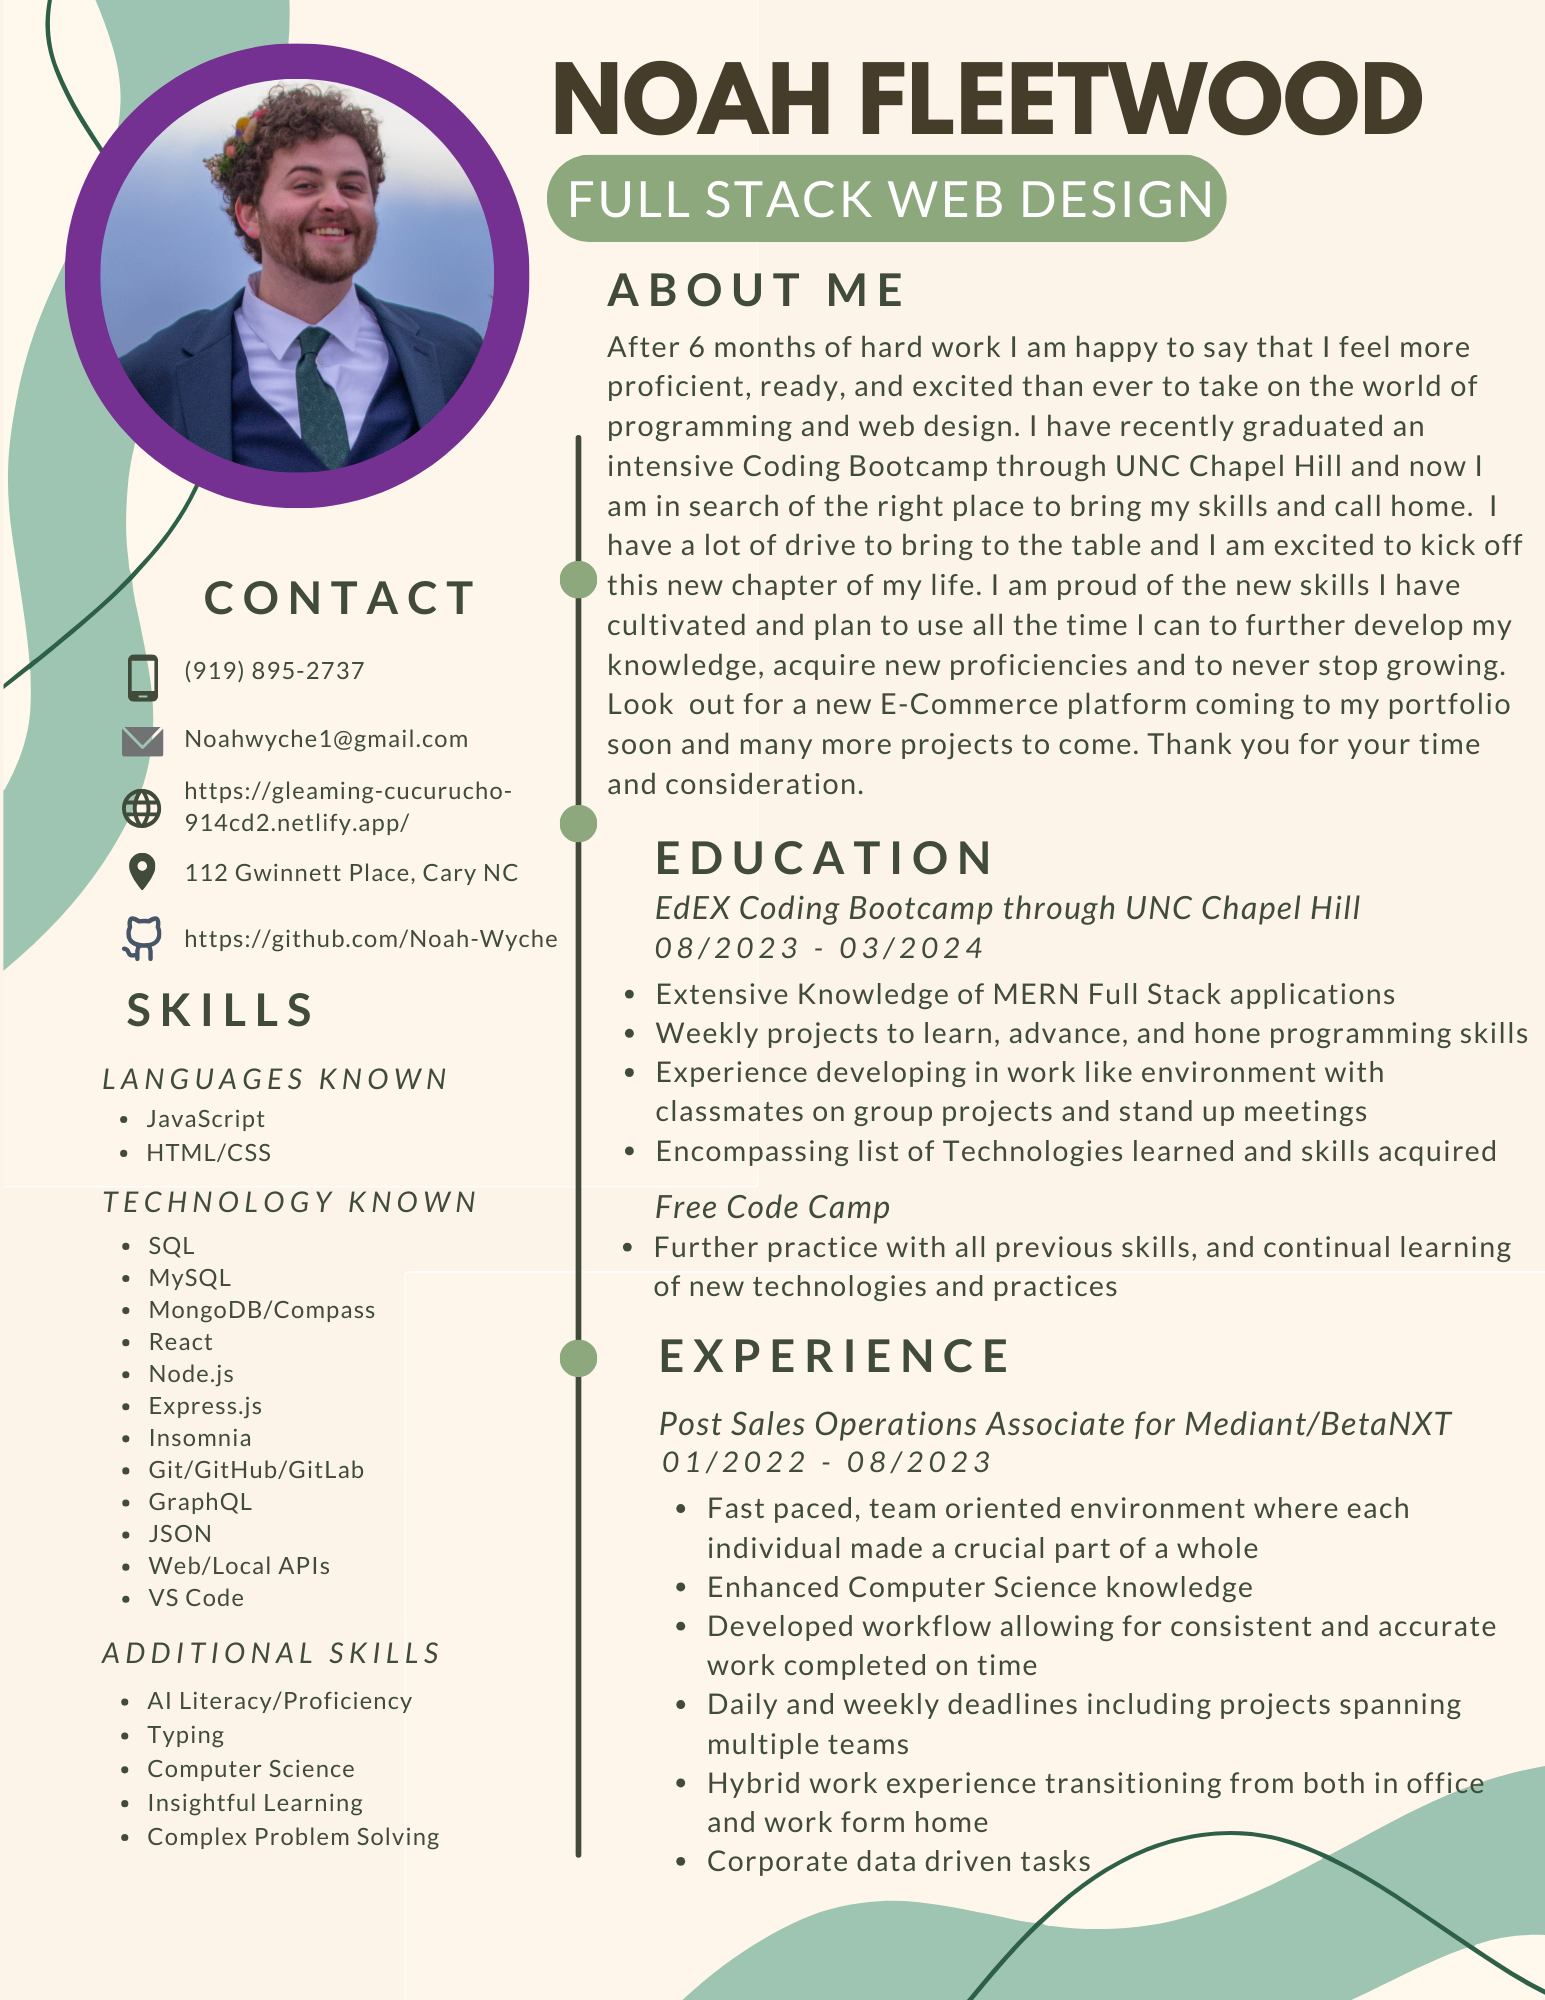 NOAH FLEETWOOD
FULL STACK WEB DESIGN
ABOUT ME
After 6 months of hard work I am happy to say that I feel more
proficient, ready, and excited than ever to take on the world of
programming and web design. I have recently graduated an
intensive Coding Bootcamp through UNC Chapel Hill and now I
am in search of the right place to bring my skills and call home.  I
have a lot of drive to bring to the table and I am excited to kick off
this new chapter of my life. I am proud of the new skills I have
cultivated and plan to use all the time I can to further develop my
knowledge, acquire new proficiencies and to never stop growing.
Look  out for a new E-Commerce platform coming to my portfolio
soon and many more projects to come. Thank you for your time
and consideration.
CONTACT
(919) 895-2737
Noahwyche1@gmail.com
https://gleaming-cucurucho-
914cd2.netlify.app/
112 Gwinnett Place, Cary NC
https://github.com/Noah-Wyche
SKILLS
LANGUAGES KNOWN
• JavaScript
• HTML/CSS
TECHNOLOGY KNOWN
• SQL
• MySQL
• MongoDB/Compass
• React
• Node.js
• Express.js
• Insomnia
• Git/GitHub/GitLab
• GraphQL
• JSON
• Web/Local APIs
• VS Code
ADDITIONAL SKILLS
• AI Literacy/Proficiency
• Typing
• Computer Science
• Insightful Learning
• Complex Problem Solving
EDUCATION
EdEX Coding Bootcamp through UNC Chapel Hill
08/2023 - 03/2024
• Extensive Knowledge of MERN Full Stack applications
• Weekly projects to learn, advance, and hone programming skills
• Experience developing in work like environment with
classmates on group projects and stand up meetings
• Encompassing list of Technologies learned and skills acquired
Free Code Camp
• Further practice with all previous skills, and continual learning
of new technologies and practices
EXPERIENCE
Post Sales Operations Associate for Mediant/BetaNXT
01/2022 - 08/2023
• Fast paced, team oriented environment where each
individual made a crucial part of a whole
• Enhanced Computer Science knowledge
• Developed workflow allowing for consistent and accurate
work completed on time
• Daily and weekly deadlines including projects spanning
multiple teams
• Hybrid work experience transitioning from both in office
and work form home
• Corporate data driven tasks